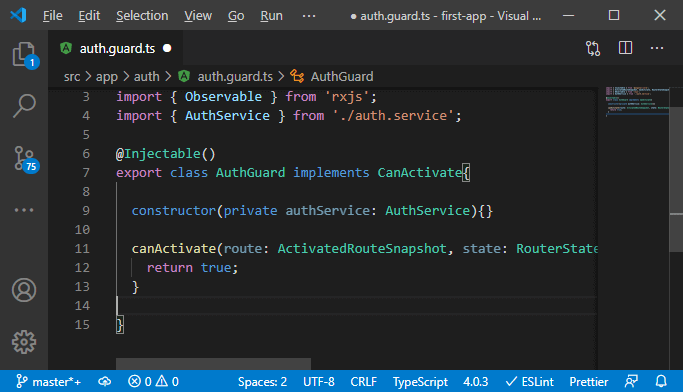 File Edit View Go Run ··· ● auth.guard.ts - first-app - Visual ...
auth.guard.ts ●
src > app > auth > auth.guard.ts > AuthGuard
1
75
3 import { Observable } from 'rxjs';
4 import { AuthService } from './auth.service';
5
6 @Injectable()
7 export class AuthGuard implements CanActivate{
8
9   constructor(private authService: AuthService){}
10
11   canActivate(route: ActivatedRouteSnapshot, state: RouterState
12     return true;
13   }
14
15 }
master*+ 0 0 Spaces: 2 UTF-8 CRLF TypeScript 4.0.3 ✓ ESLint Prettier